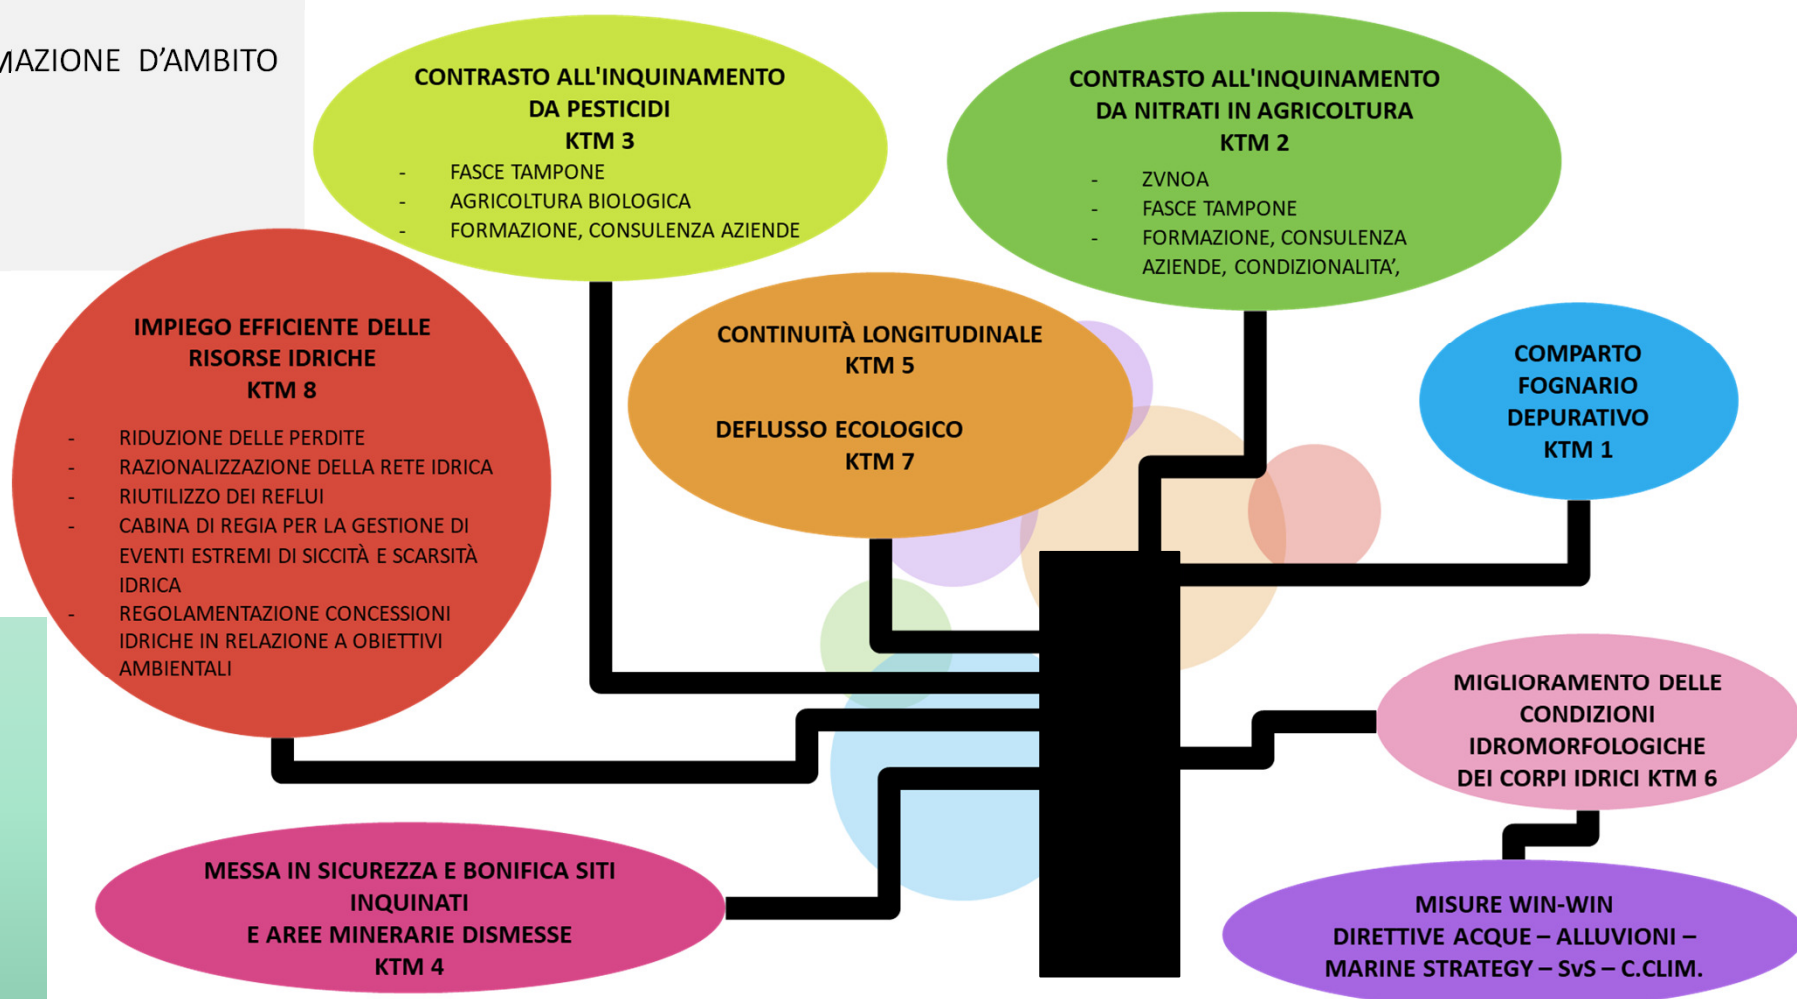 MAZIONE D'AMBITO
CONTRASTO ALL'INQUINAMENTO
DA PESTICIDI
KTM 3
- FASCE TAMPONE
- AGRICOLTURA BIOLOGICA
- FORMAZIONE, CONSULENZA AZIENDE
CONTRASTO ALL'INQUINAMENTO
DA NITRATI IN AGRICOLTURA
KTM 2
- ZVNOA
- FASCE TAMPONE
- FORMAZIONE, CONSULENZA
AZIENDE, CONDIZIONALITA’,
IMPIEGO EFFICIENTE DELLE
RISORSE IDRICHE
KTM 8
- RIDUZIONE DELLE PERDITE
- RAZIONALIZZAZIONE DELLA RETE IDRICA
- RIUTILIZZO DEI REFLUI
- CABINA DI REGIA PER LA GESTIONE DI
EVENTI ESTREMI DI SICCITÀ E SCARSITÀ
IDRICA
- REGOLAMENTAZIONE CONCESSIONI
IDRICHE IN RELAZIONE A OBIETTIVI
AMBIENTALI
CONTINUITÀ LONGITUDINALE
KTM 5
DEFLUSSO ECOLOGICO
KTM 7
COMPARTO
FOGNARIO
DEPURATIVO
KTM 1
MIGLIORAMENTO DELLE
CONDIZIONI
IDROMORFOLOGICHE
DEI CORPI IDRICI KTM 6
MESSA IN SICUREZZA E BONIFICA SITI
INQUINATI
E AREE MINERARIE DISMESSE
KTM 4
MISURE WIN-WIN
DIRETTIVE ACQUE – ALLUVIONI –
MARINE STRATEGY – SvS – C.CLIM.